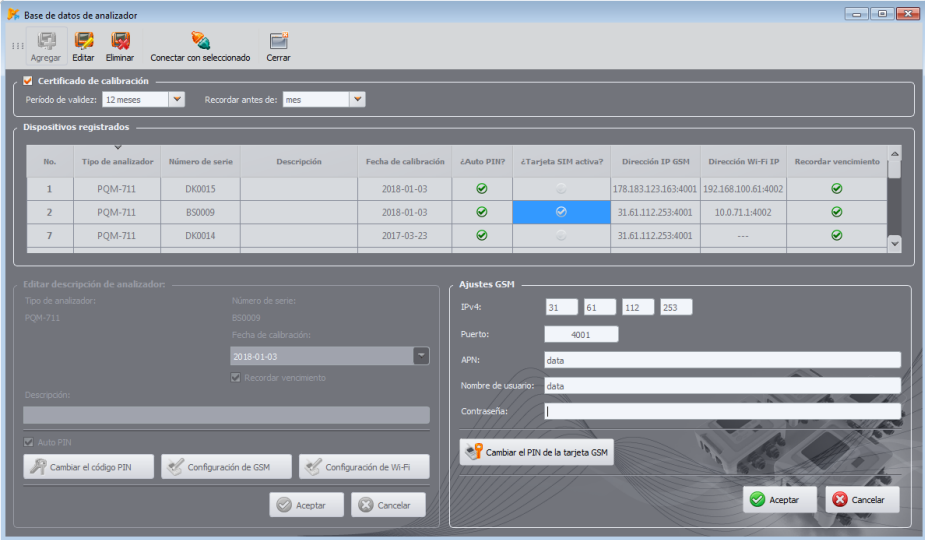 Base de datos de analizador
Agregar Editar Eliminar Conectar con seleccionado Cerrar
Certificado de calibración
Período de validez: 12 meses Recordar antes de: mes
Dispositivos registrados
No. Tipo de analizador Número de serie Descripción Fecha de calibración ¿Auto PIN? ¿Tarjeta SIM activa? Dirección IP GSM Dirección Wi-Fi IP Recordar vencimiento
1 PQM-711 DK0015 2018-01-03 178.183.123.163:4001 192.168.100.61:4002
2 PQM-711 BS0009 2018-01-03 31.61.112.253:4001 10.0.71.1:4002
7 PQM-711 DK0014 2017-03-23 31.61.112.253:4001 ---
Editar descripción de analizador:
Tipo de analizador: Número de serie:
PQM-711 BS0009
Fecha de calibración:
2018-01-03
Recordar vencimiento
Descripción:
Auto PIN
Cambiar el código PIN Configuración de GSM Configuración de Wi-Fi
Aceptar Cancelar
Ajustes GSM
IPv4: 31 61 112 253
Puerto: 4001
APN: data
Nombre de usuario: data
Contraseña:
Cambiar el PIN de la tarjeta GSM
Aceptar Cancelar